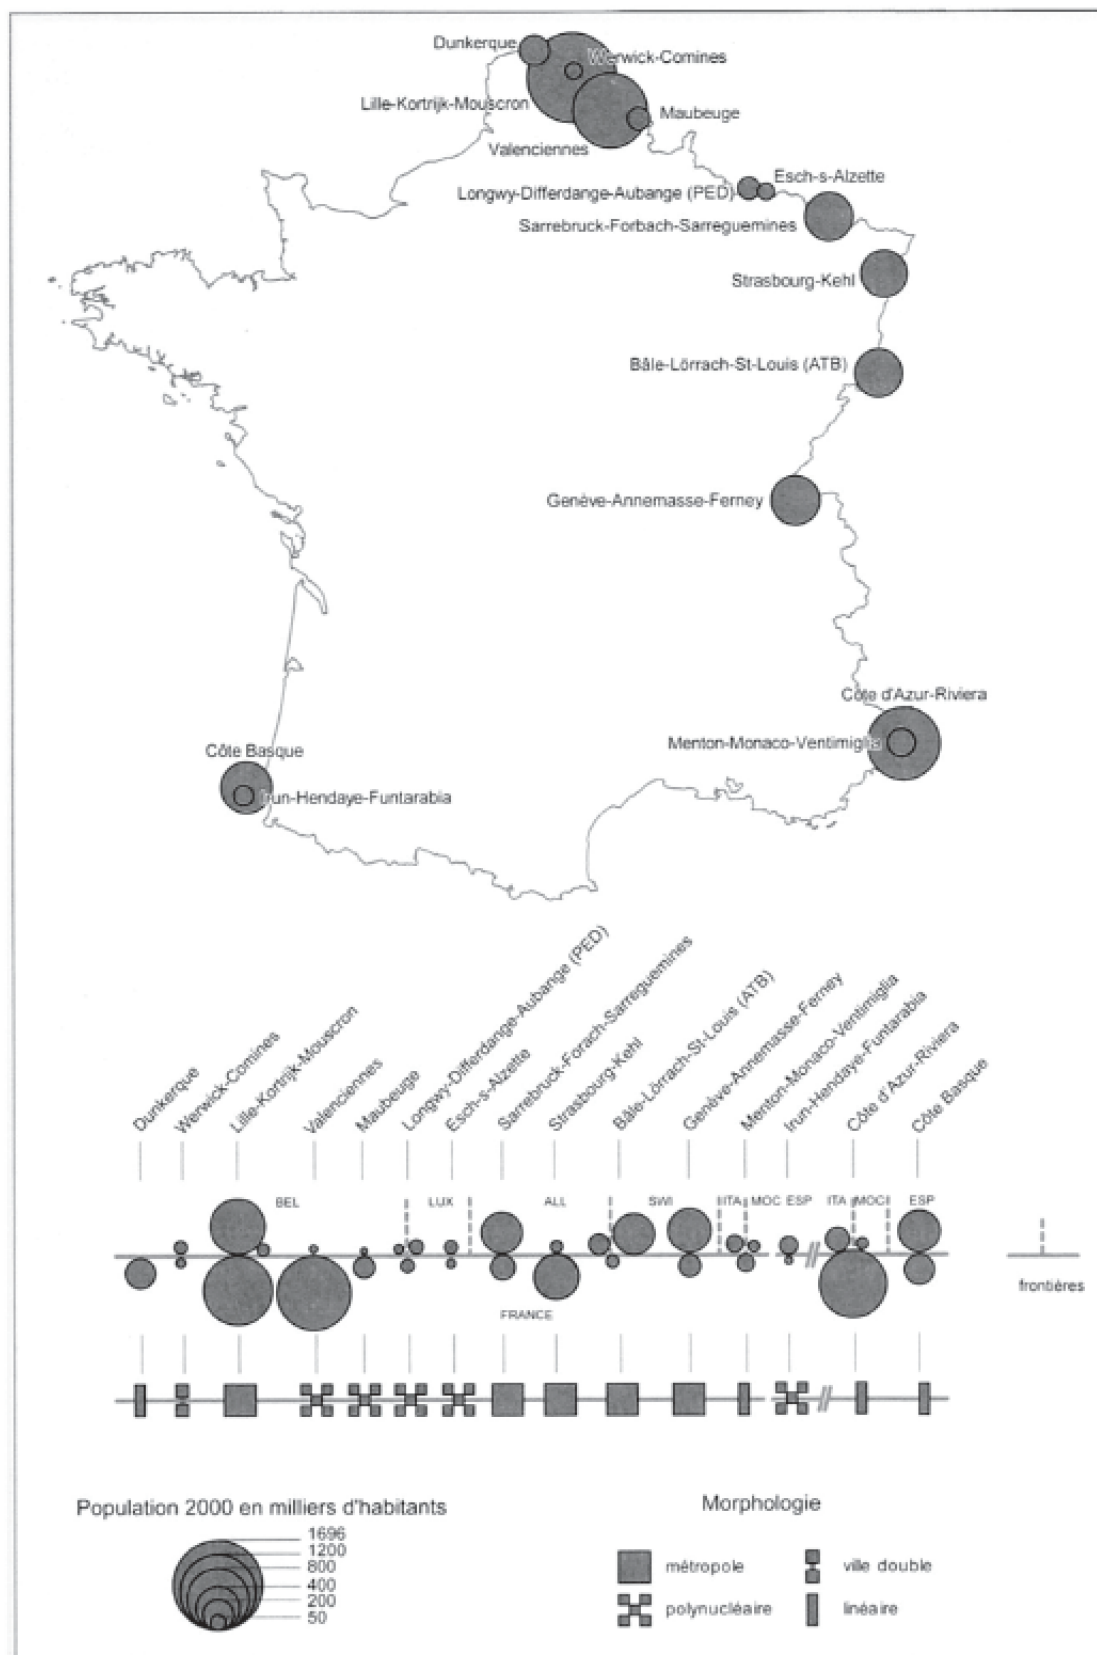 Dunkerque
Werwick-Comines
Lille-Kortrijk-Mouscron
Maubeuge
Valenciennes
Esch-s-Alzette
Longwy-Differdange-Aubange (PED)
Sarrebruck-Forbach-Sarreguemines
Strasbourg-Kehl
Bâle-Lörrach-St-Louis (ATB)
Genève-Annemasse-Ferney
Côte d'Azur-Riviera
Menton-Monaco-Ventimiglia
Côte Basque
Irun-Hendaye-Funtarabia
Dunkerque
Werwick-Comines
Lille-Kortrijk-Mouscron
Valenciennes
Maubeuge
Longwy-Differdange-Aubange (PED)
Esch-s-Alzette
Sarrebruck-Forach-Sarreguemines
Strasbourg-Kehl
Bâle-Lörrach-St-Louis (ATB)
Genève-Annemasse-Ferney
Menton-Monaco-Ventimiglia
Irun-Hendaye-Funtarabia
Côte d'Azur-Riviera
Côte Basque
BEL LUX ALL SWI ITA MOC ESP ITA MOC ESP
frontières
FRANCE
Population 2000 en milliers d'habitants
1696
1200
800
400
200
50
Morphologie
métropole
ville double
polynucléaire
linéaire